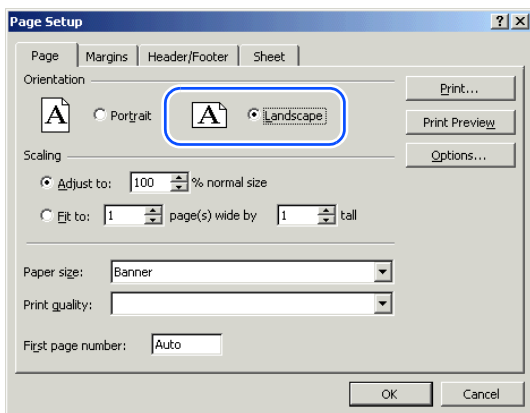 Page Setup
Page Margins Header/Footer Sheet
Orientation
A Portrait A Landscape
Print...
Print Preview
Scaling
Options...
Adjust to: 100 % normal size
Fit to: 1 page(s) wide by 1 tall
Paper size: Banner
Print quality:
First page number: Auto
OK Cancel